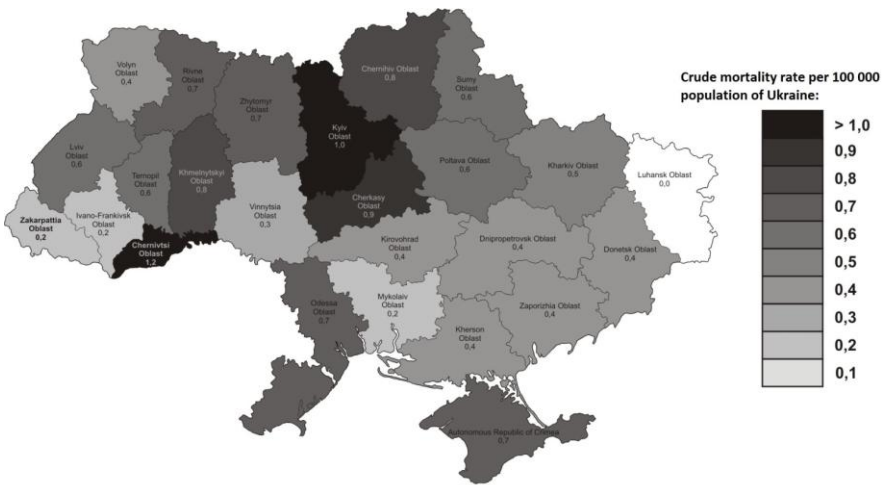 Crude mortality rate per 100 000
population of Ukraine:
> 1,0
0,9
0,8
0,7
0,6
0,5
0,4
0,3
0,2
0,1
Volyn
Oblast
0,4
Rivne
Oblast
0,7
Zhytomyr
Oblast
0,7
Kyiv
Oblast
1,0
Chernihiv Oblast
0,8
Sumy
Oblast
0,6
Lviv
Oblast
0,6
Ternopil
Oblast
0,6
Khmelnytskyi
Oblast
0,8
Vinnytsia
Oblast
0,3
Cherkasy
Oblast
0,9
Poltava Oblast
0,6
Kharkiv Oblast
0,5
Luhansk Oblast
0,0
Zakarpattia
Oblast
0,2
Ivano-Frankivsk
Oblast
0,2
Chernivtsi
Oblast
1,2
Kirovohrad
Oblast
0,4
Dnipropetrovsk Oblast
0,4
Donetsk Oblast
0,4
Odessa
Oblast
0,7
Mykolaiv
Oblast
0,2
Kherson
Oblast
0,4
Zaporizhia Oblast
0,4
Autonomous Republic of Crimea
0,7